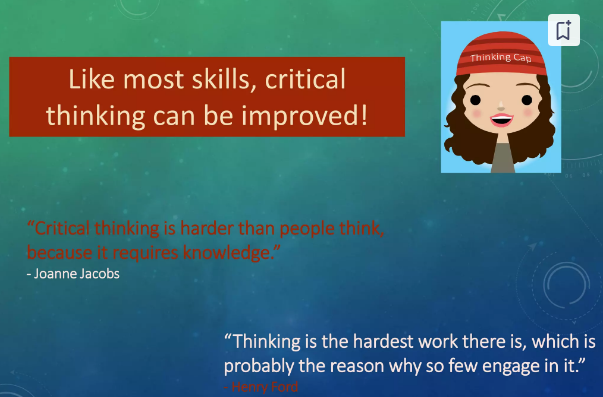 Like most skills, critical
thinking can be improved!
Thinking Cap
“Critical thinking is harder than people think,
because it requires knowledge.”
- Joanne Jacobs
“Thinking is the hardest work there is, which is
probably the reason why so few engage in it.”
- Henry Ford